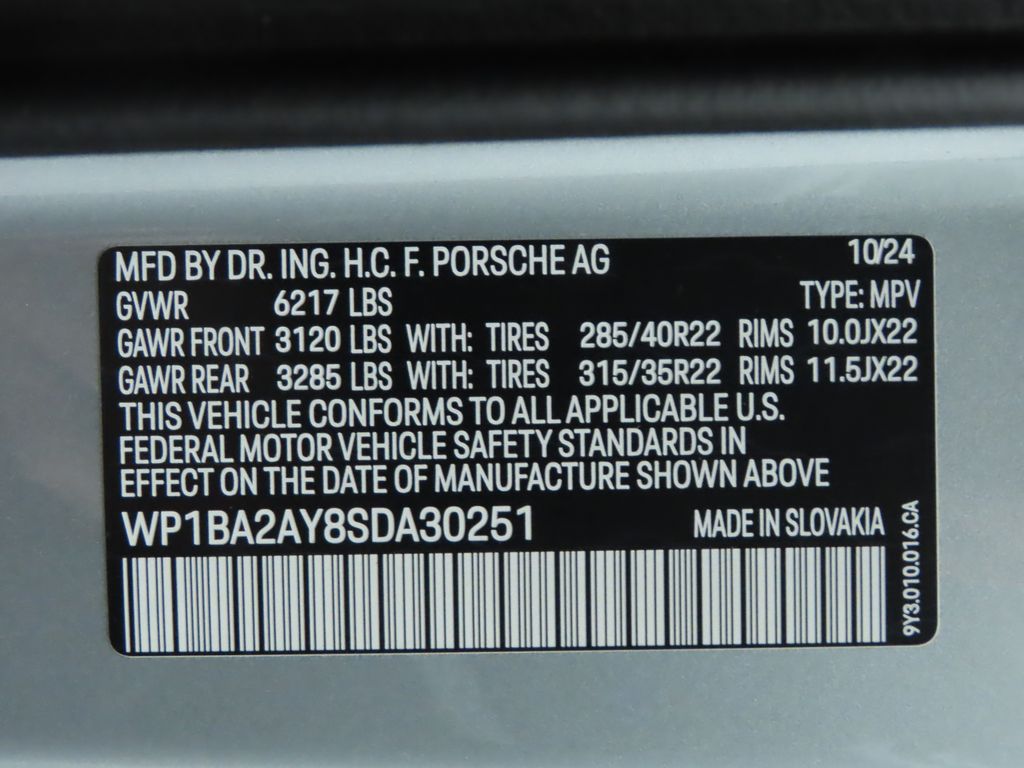 MFD BY DR. ING. H.C. F. PORSCHE AG 10/24
GVWR 6217 LBS TYPE: MPV
GAWR FRONT 3120 LBS WITH: TIRES 285/40R22 RIMS 10.0JX22
GAWR REAR 3285 LBS WITH: TIRES 315/35R22 RIMS 11.5JX22
THIS VEHICLE CONFORMS TO ALL APPLICABLE U.S.
FEDERAL MOTOR VEHICLE SAFETY STANDARDS IN
EFFECT ON THE DATE OF MANUFACTURE SHOWN ABOVE
WP1BA2AY8SDA30251 MADE IN SLOVAKIA
9Y3.010.016.CA